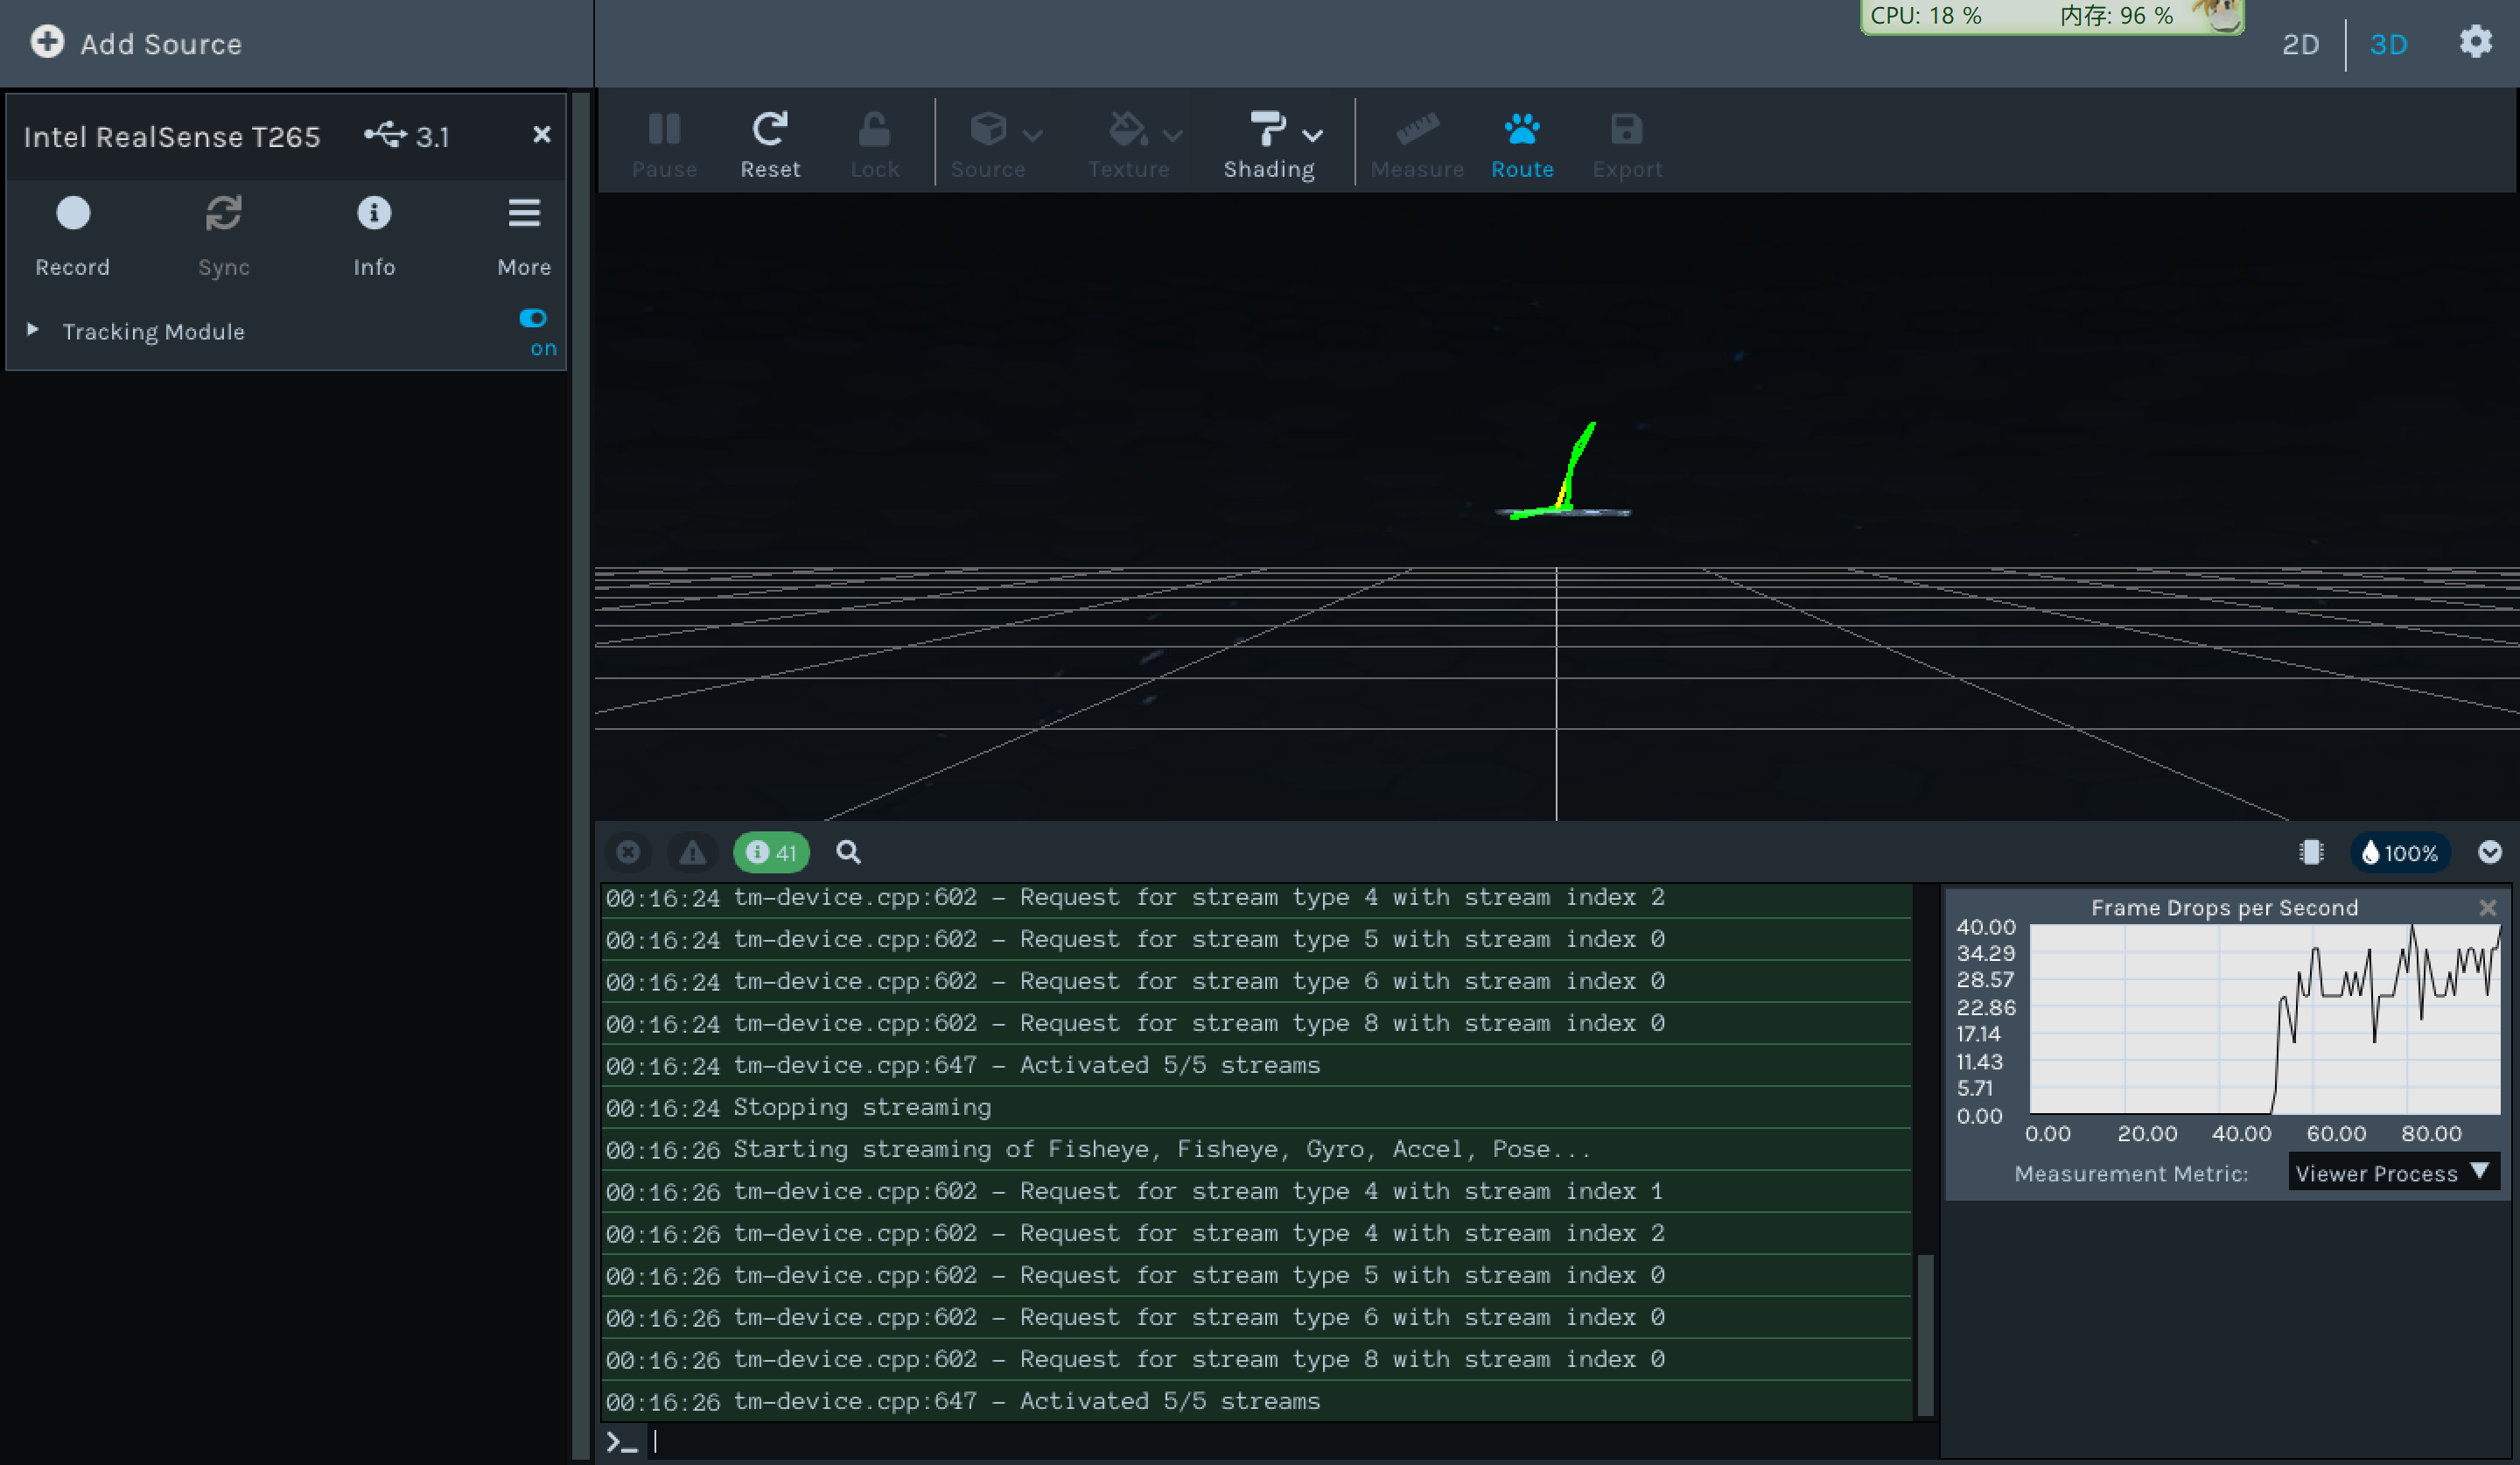 Add Source
CPU: 18 % 内存: 96 %
2D 3D
Intel RealSense T265 3.1
Record Sync Info More
Tracking Module on
Pause Reset Lock Source Texture Shading Measure Route Export
41
100%
00:16:24 tm-device.cpp:602 - Request for stream type 4 with stream index 2
00:16:24 tm-device.cpp:602 - Request for stream type 5 with stream index 0
00:16:24 tm-device.cpp:602 - Request for stream type 6 with stream index 0
00:16:24 tm-device.cpp:602 - Request for stream type 8 with stream index 0
00:16:24 tm-device.cpp:647 - Activated 5/5 streams
00:16:24 Stopping streaming
00:16:26 Starting streaming of Fisheye, Fisheye, Gyro, Accel, Pose...
00:16:26 tm-device.cpp:602 - Request for stream type 4 with stream index 1
00:16:26 tm-device.cpp:602 - Request for stream type 4 with stream index 2
00:16:26 tm-device.cpp:602 - Request for stream type 5 with stream index 0
00:16:26 tm-device.cpp:602 - Request for stream type 6 with stream index 0
00:16:26 tm-device.cpp:602 - Request for stream type 8 with stream index 0
00:16:26 tm-device.cpp:647 - Activated 5/5 streams
Frame Drops per Second
40.00
34.29
28.57
22.86
17.14
11.43
5.71
0.00
0.00 20.00 40.00 60.00 80.00
Measurement Metric: Viewer Process